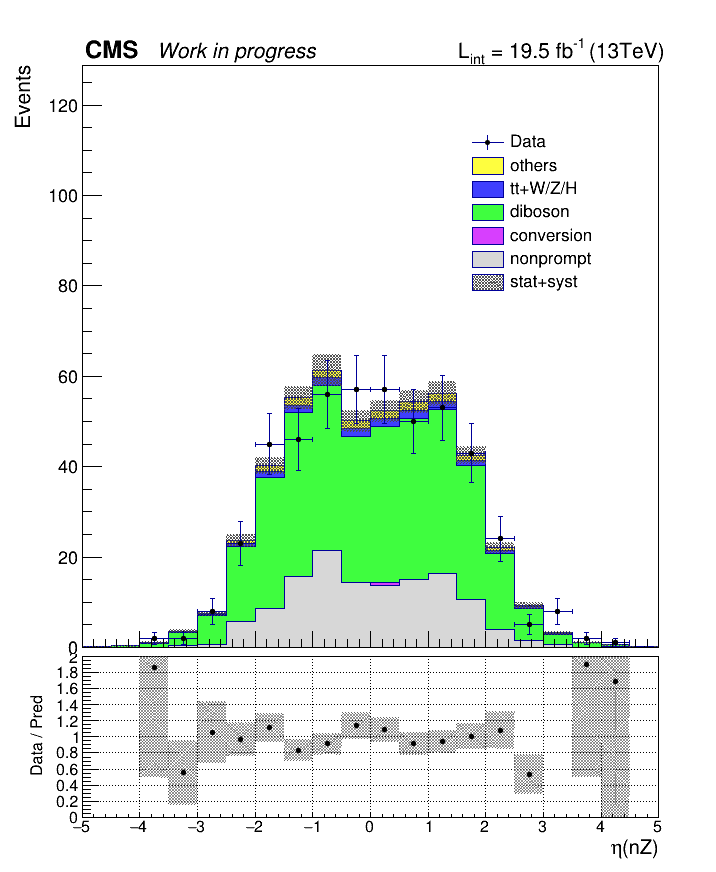 CMS Work in progress L_int = 19.5 fb^-1 (13TeV)
Events
120
100
80
60
40
20
0
Data
others
tt+W/Z/H
diboson
conversion
nonprompt
stat+syst
Data / Pred
2
1.8
1.6
1.4
1.2
1
0.8
0.6
0.4
0.2
0
−5 −4 −3 −2 −1 0 1 2 3 4 5
η(nZ)